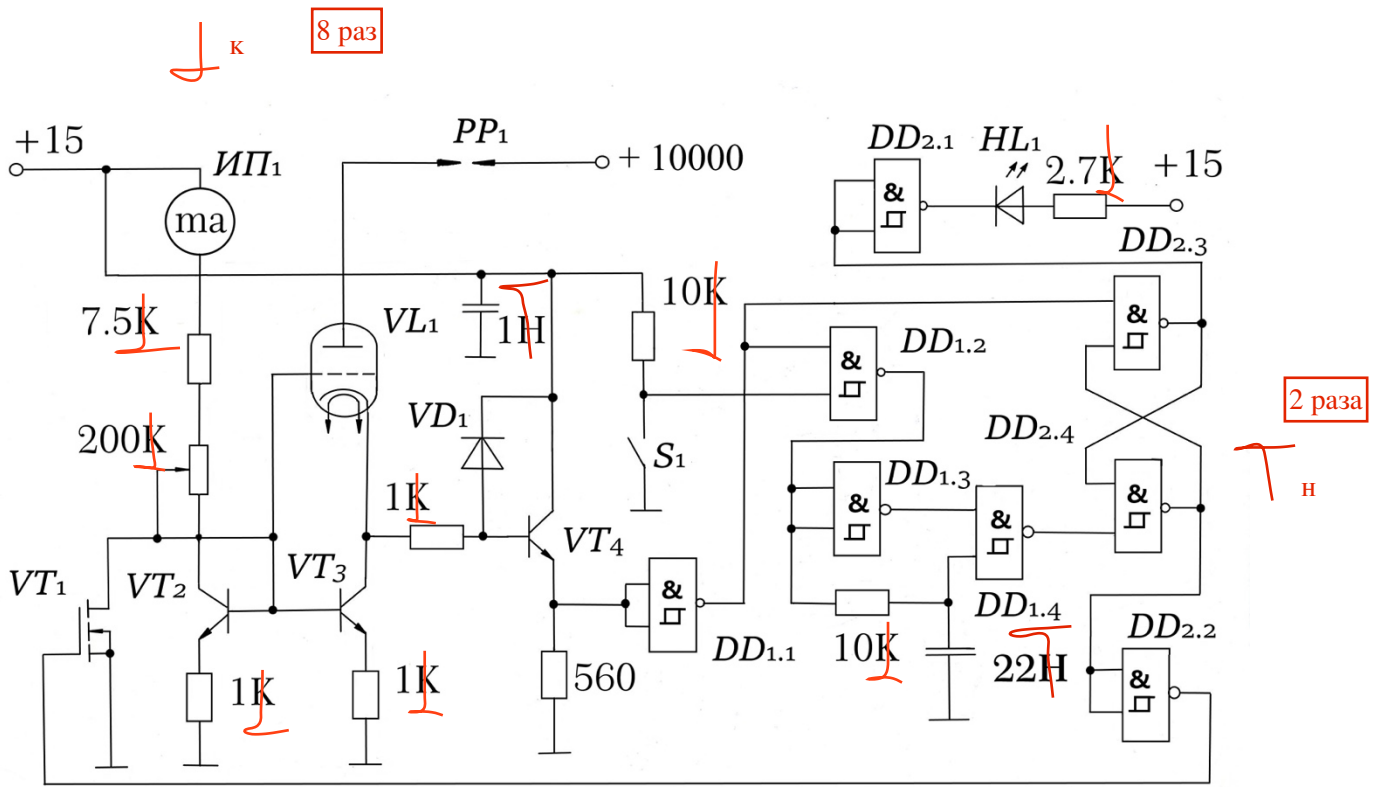 к
8 раз
+15
ИП₁
PP₁
+ 10000
DD₂.₁
HL₁
2.7K
+15
&
ma
DD₂.₃
7.5K
VL₁
1H
10K
&
DD₁.₂
&
200K
VD₁
S₁
DD₂.₄
2 раза
н
1K
DD₁.₃
&
&
&
VT₁
VT₂
VT₃
VT₄
&
DD₁.₁
DD₁.₄
DD₂.₂
1K
1K
560
10K
22H
&